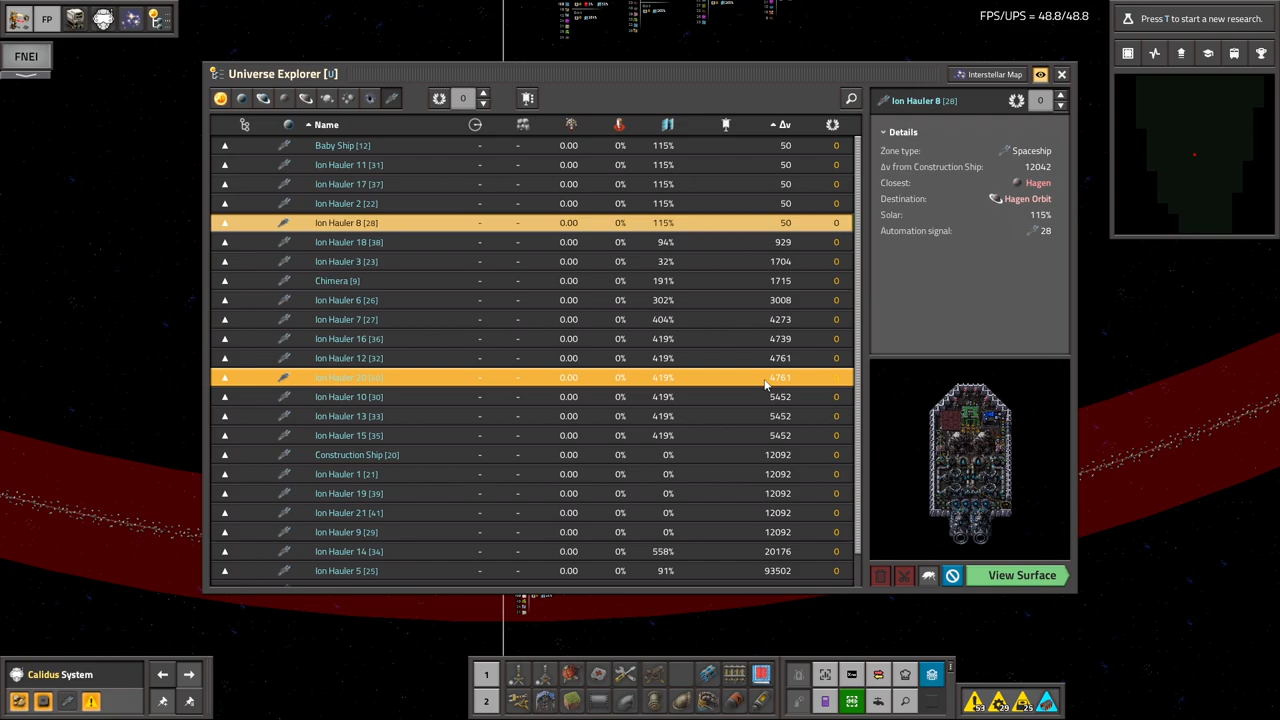 FP
FPS/UPS = 48.8/48.8
Press T to start a new research.
FNEI
Universe Explorer [U]
Interstellar Map
0
Ion Hauler 8 [28]
0
Name
Δv
Baby Ship [12] - - 0.00 0% 115% 50 0
Ion Hauler 11 [31] - - 0.00 0% 115% 50 0
Ion Hauler 17 [37] - - 0.00 0% 115% 50 0
Ion Hauler 2 [22] - - 0.00 0% 115% 50 0
Ion Hauler 8 [28] - - 0.00 0% 115% 50 0
Ion Hauler 18 [38] - - 0.00 0% 94% 929 0
Ion Hauler 3 [23] - - 0.00 0% 32% 1704 0
Chimera [9] - - 0.00 0% 191% 1715 0
Ion Hauler 6 [26] - - 0.00 0% 302% 3008 0
Ion Hauler 7 [27] - - 0.00 0% 404% 4273 0
Ion Hauler 16 [36] - - 0.00 0% 419% 4739 0
Ion Hauler 12 [32] - - 0.00 0% 419% 4761 0
Ion Hauler 20 [40] - - 0.00 0% 419% 4761 0
Ion Hauler 10 [30] - - 0.00 0% 419% 5452 0
Ion Hauler 13 [33] - - 0.00 0% 419% 5452 0
Ion Hauler 15 [35] - - 0.00 0% 419% 5452 0
Construction Ship [20] - - 0.00 0% 0% 12092 0
Ion Hauler 1 [21] - - 0.00 0% 0% 12092 0
Ion Hauler 19 [39] - - 0.00 0% 0% 12092 0
Ion Hauler 21 [41] - - 0.00 0% 0% 12092 0
Ion Hauler 9 [29] - - 0.00 0% 0% 12092 0
Ion Hauler 14 [34] - - 0.00 0% 558% 20176 0
Ion Hauler 5 [25] - - 0.00 0% 91% 93502 0
Details
Zone type: Spaceship
Δv from Construction Ship: 12042
Closest: Hagen
Destination: Hagen Orbit
Solar: 115%
Automation signal: 28
View Surface
Calidus System
1
2
53
29
25